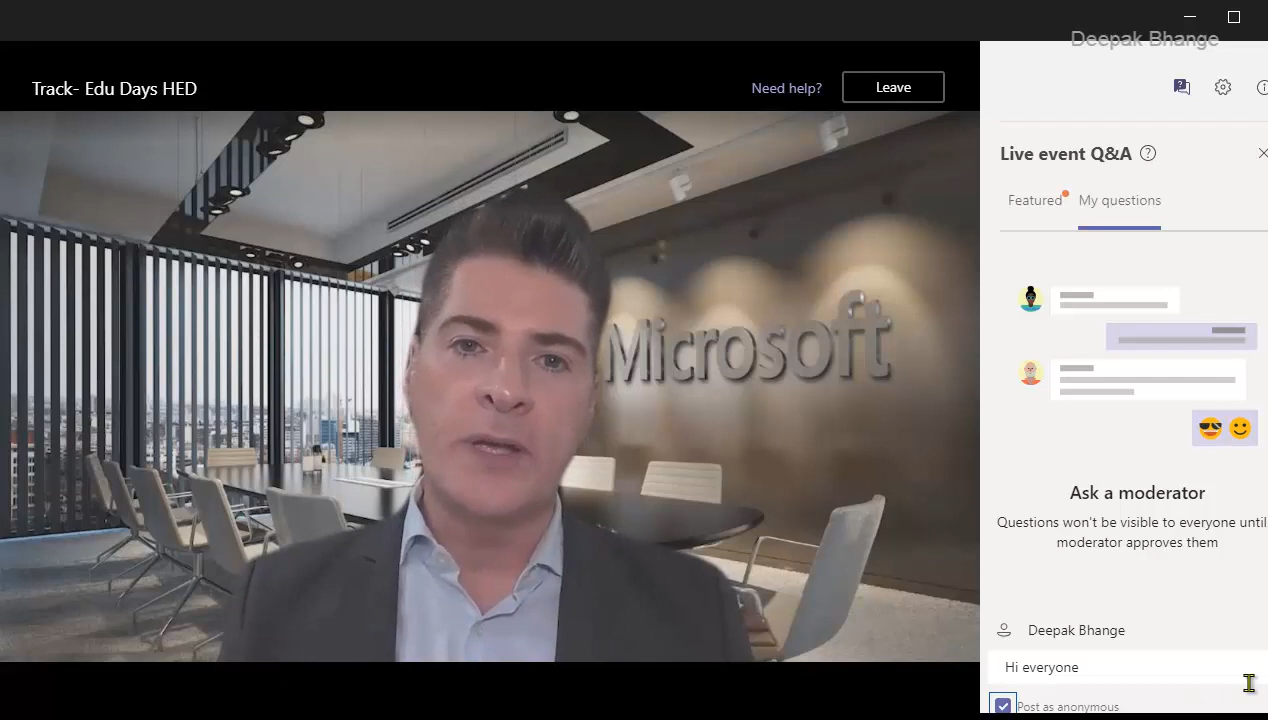 Deepak Bhange
Track- Edu Days HED
Need help?
Leave
Live event Q&A
Featured
My questions
Microsoft
Ask a moderator
Questions won't be visible to everyone until
moderator approves them
Deepak Bhange
Hi everyone
Post as anonymous